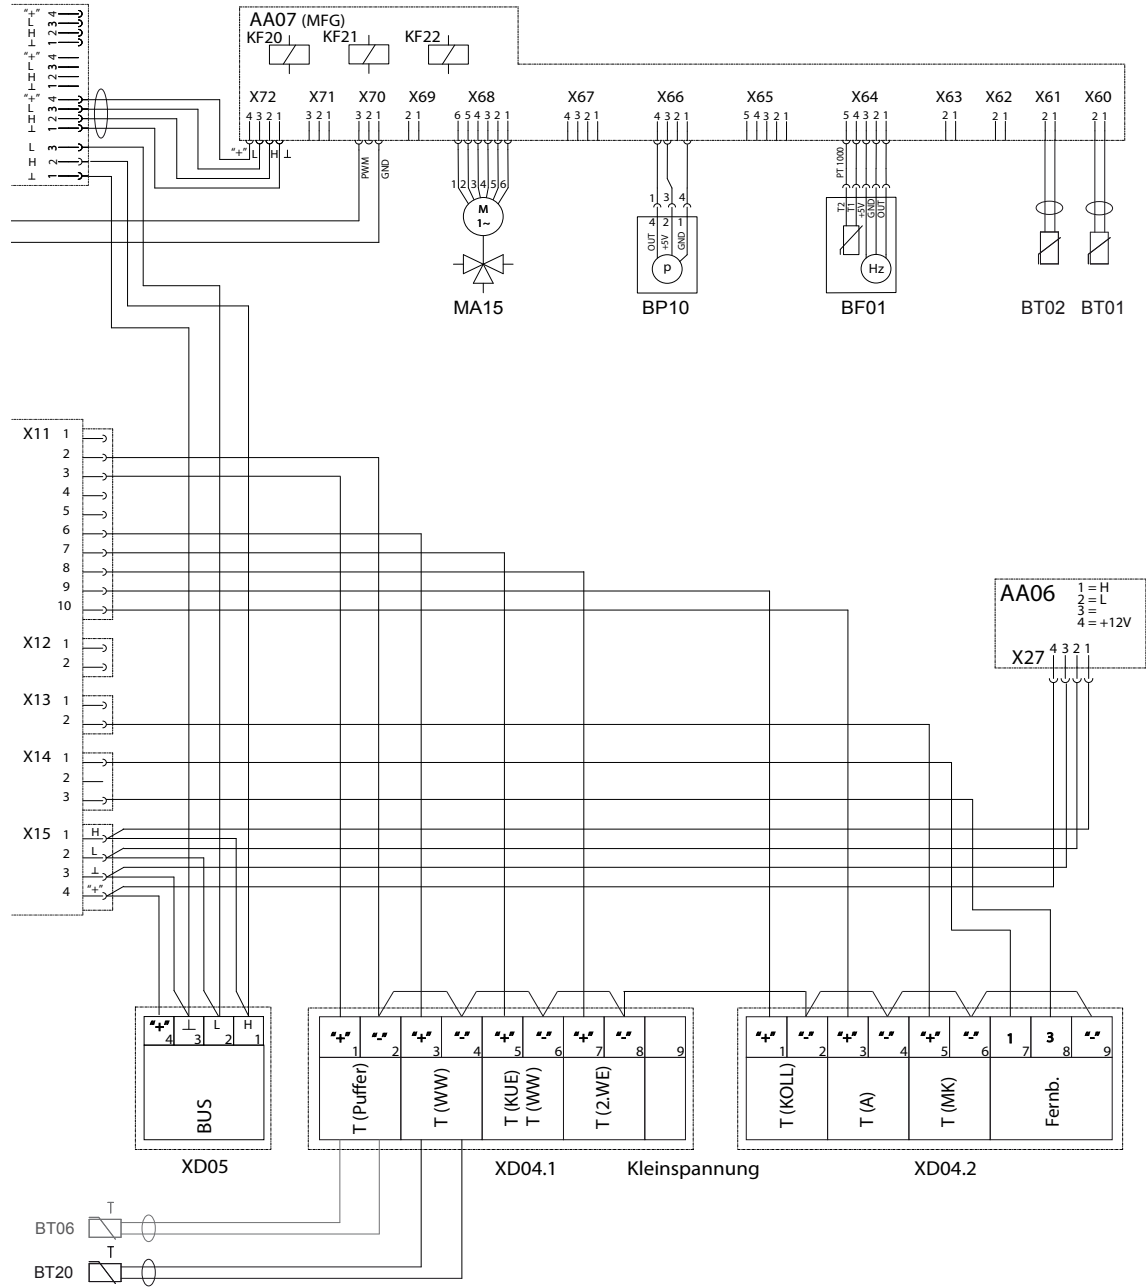 "+" 4
L 3
H 2
⊥ 1
"+" 4
L 3
H 2
⊥ 1
"+" 4
L 3
H 2
⊥ 1
L 3
H 2
⊥ 1
AA07 (MFG)
KF20 KF21 KF22
X72 X71 X70 X69 X68 X67 X66 X65 X64 X63 X62 X61 X60
4 3 2 1 3 2 1 3 2 1 2 1 6 5 4 3 2 1 4 3 2 1 4 3 2 1 5 4 3 2 1 5 4 3 2 1 2 1 2 1 2 1 2 1
"+" L H ⊥
PWM GND
1 2 3 4 5 6
M
1~
MA15
1 3 4
4 2 1
OUT +5V GND
p
BP10
PT 1000
T2 T1 +5V GND OUT
Hz
BF01
BT02 BT01
X11 1
2
3
4
5
6
7
8
9
10
X12 1
2
X13 1
2
X14 1
2
3
X15 1 H
2 L
3 ⊥
4 "+"
AA06
1 = H
2 = L
3 =
4 = +12V
X27 4 3 2 1
"+" ⊥ L H
4 3 2 1
BUS
XD05
"+" "-" "+" "-" "+" "-" "+" "-"
1 2 3 4 5 6 7 8 9
T (Puffer)
T (WW)
T (KUE)
T (WW)
T (2.WE)
XD04.1
Kleinspannung
"+" "-" "+" "-" "+" "-" 1 3 "-"
1 2 3 4 5 6 7 8 9
T (KOLL)
T (A)
T (MK)
Fernb.
XD04.2
T
BT06
T
BT20